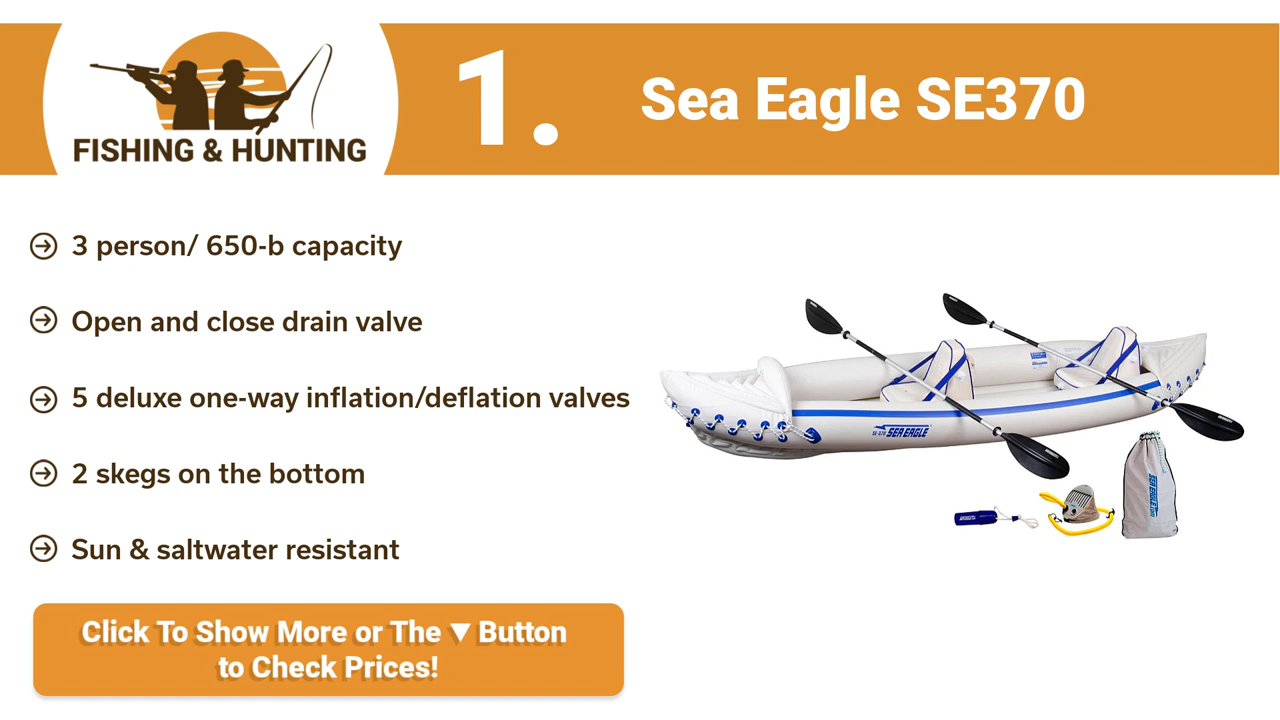 FISHING & HUNTING
1.
Sea Eagle SE370
3 person/ 650-b capacity
Open and close drain valve
5 deluxe one-way inflation/deflation valves
2 skegs on the bottom
Sun & saltwater resistant
SE-370 SEA EAGLE
SEA EAGLE
Click To Show More or The ▼ Button
to Check Prices!